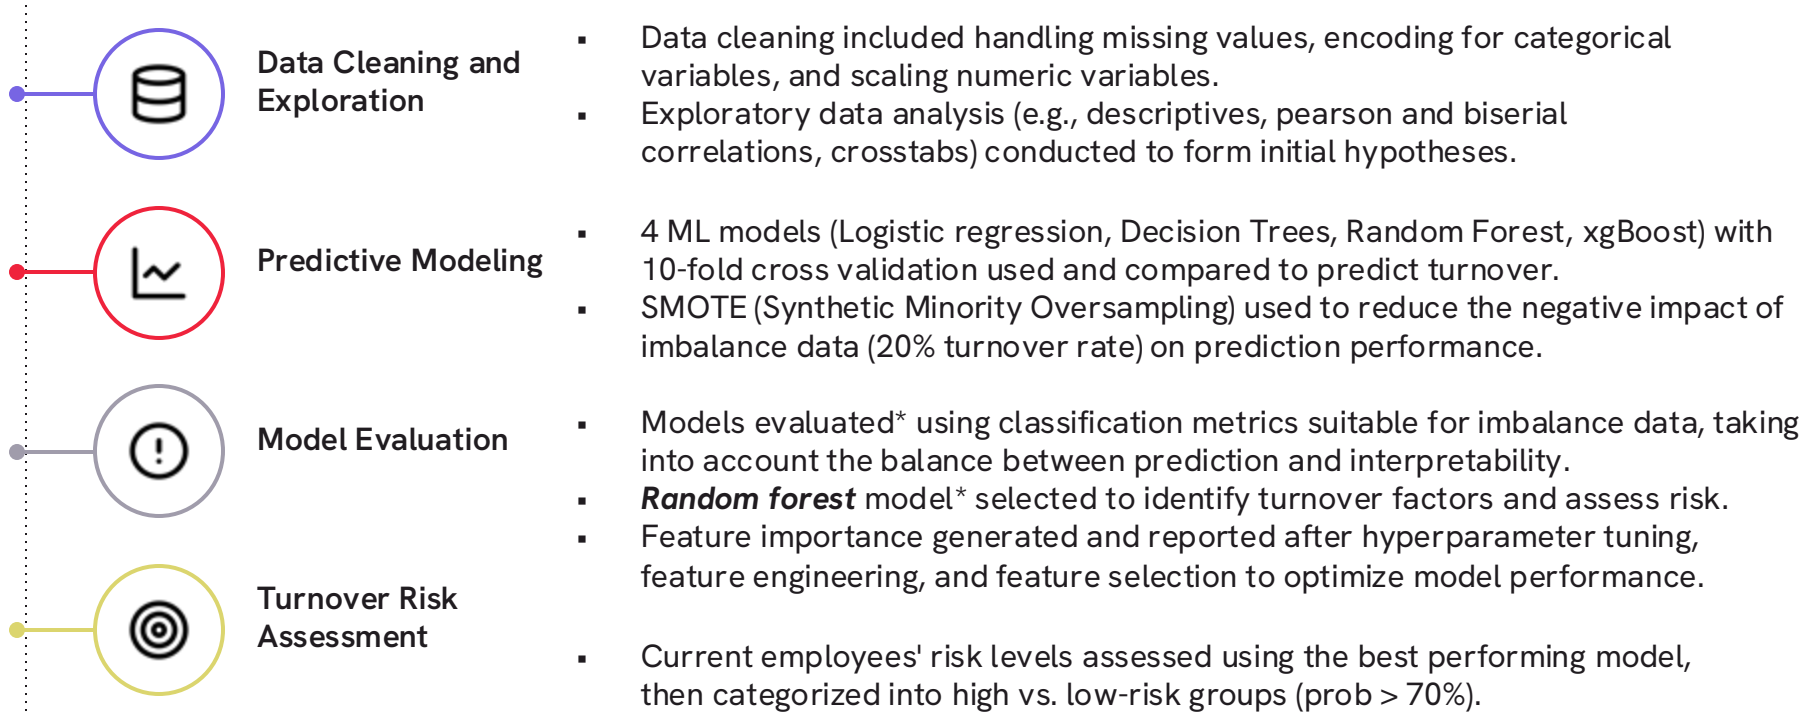 Data Cleaning and
Exploration
▪ Data cleaning included handling missing values, encoding for categorical
variables, and scaling numeric variables.
▪ Exploratory data analysis (e.g., descriptives, pearson and biserial
correlations, crosstabs) conducted to form initial hypotheses.
Predictive Modeling
▪ 4 ML models (Logistic regression, Decision Trees, Random Forest, xgBoost) with
10-fold cross validation used and compared to predict turnover.
▪ SMOTE (Synthetic Minority Oversampling) used to reduce the negative impact of
imbalance data (20% turnover rate) on prediction performance.
Model Evaluation
▪ Models evaluated* using classification metrics suitable for imbalance data, taking
into account the balance between prediction and interpretability.
▪ Random forest model* selected to identify turnover factors and assess risk.
▪ Feature importance generated and reported after hyperparameter tuning,
feature engineering, and feature selection to optimize model performance.
Turnover Risk
Assessment
▪ Current employees' risk levels assessed using the best performing model,
then categorized into high vs. low-risk groups (prob > 70%).